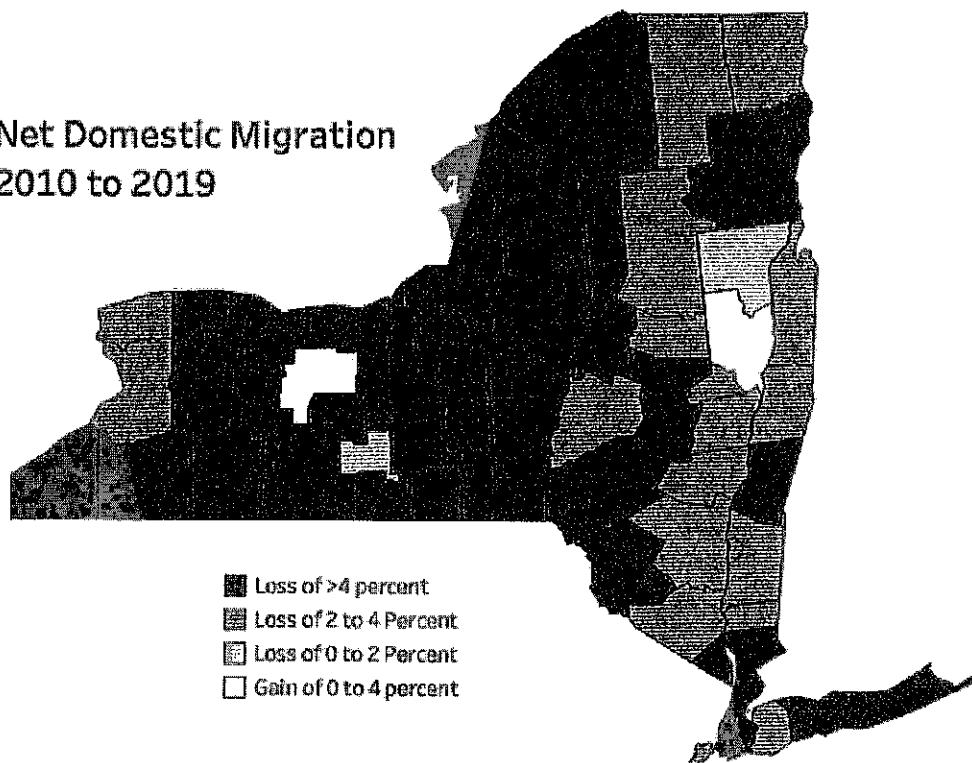 Net Domestic Migration
2010 to 2019
Loss of >4 percent
Loss of 2 to 4 Percent
Loss of 0 to 2 Percent
Gain of 0 to 4 percent